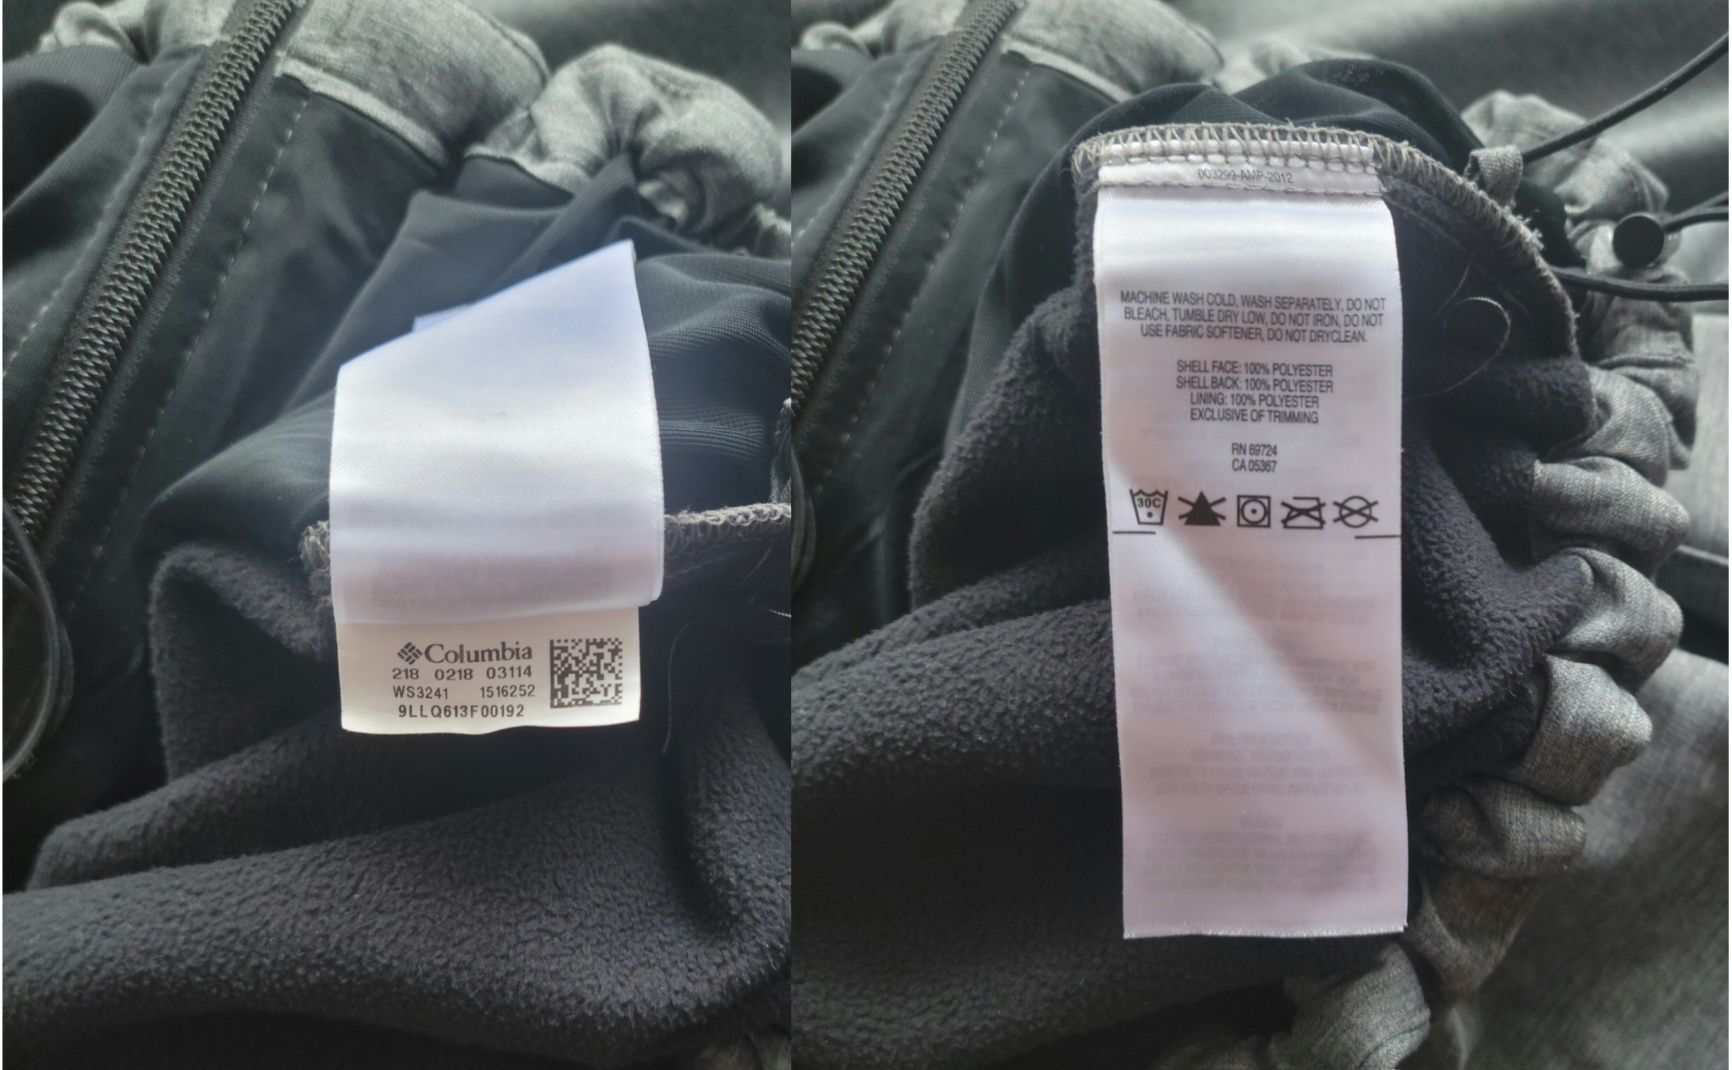 Columbia
218 0218 03114
WS3241 1516252
9LLQ613F00192
003299-AMP-2012
MACHINE WASH COLD, WASH SEPARATELY, DO NOT
BLEACH, TUMBLE DRY LOW, DO NOT IRON, DO NOT
USE FABRIC SOFTENER, DO NOT DRYCLEAN.
SHELL FACE: 100% POLYESTER
SHELL BACK: 100% POLYESTER
LINING: 100% POLYESTER
EXCLUSIVE OF TRIMMING
RN 69724
CA 05367
30C